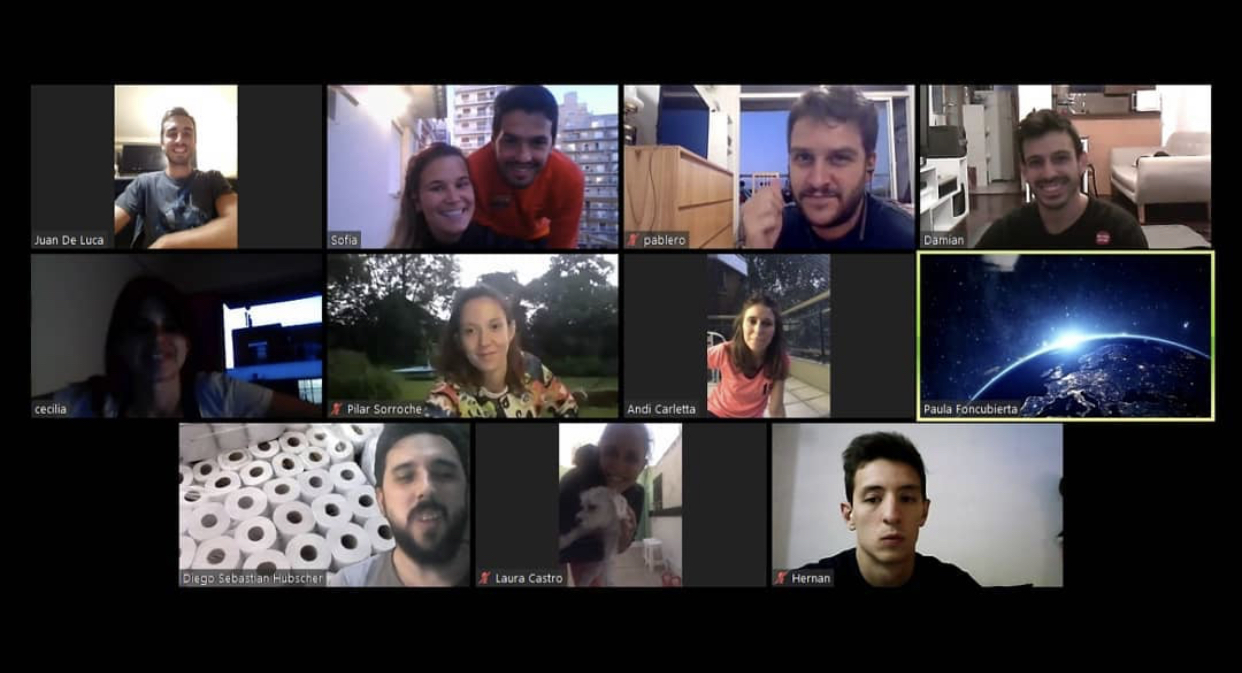 Juan De Luca
Sofia
pablero
Damian
cecilia
Pilar Sorroche
Andi Carletta
Paula Foncubierta
Diego Sebastian Hubscher
Laura Castro
Hernan